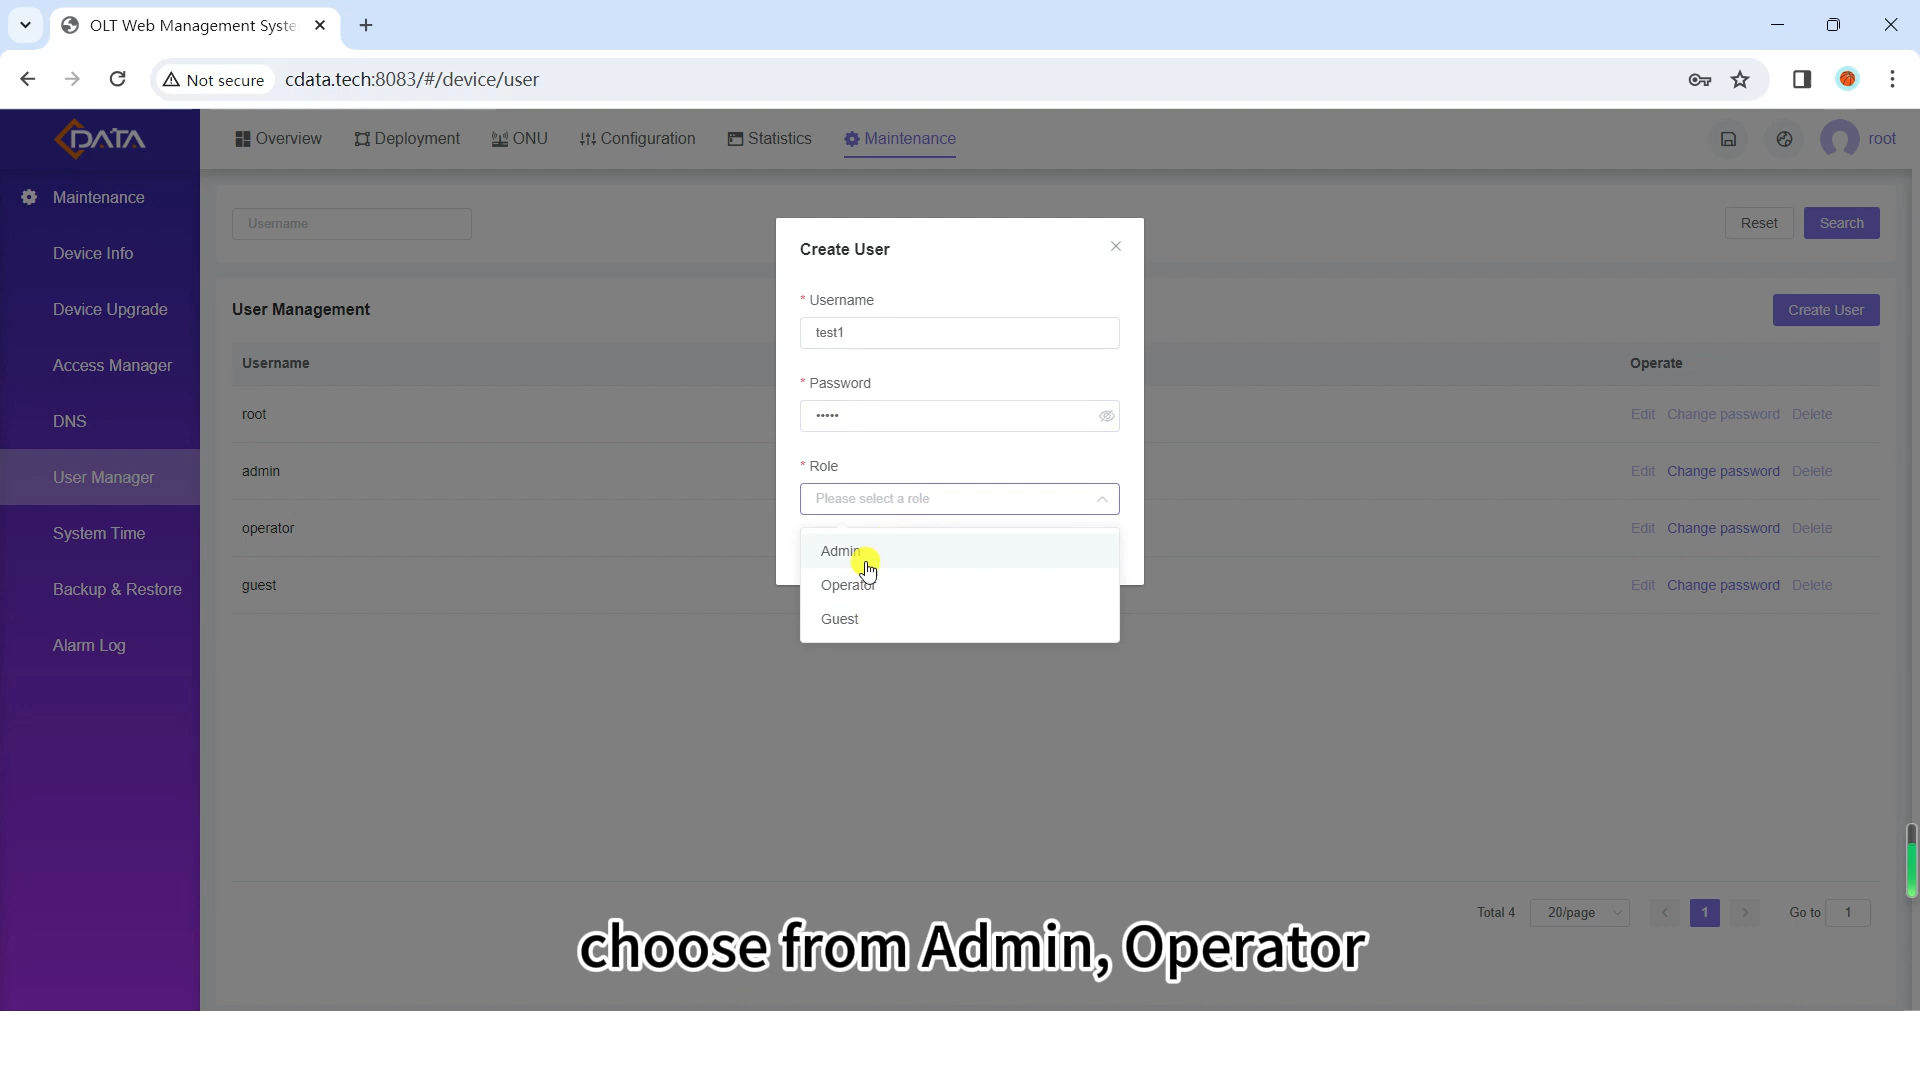 OLT Web Management Syste
Not secure
cdata.tech:8083/#/device/user
DATA
Overview
Deployment
ONU
Configuration
Statistics
Maintenance
root
Maintenance
Device Info
Device Upgrade
Access Manager
DNS
User Manager
System Time
Backup & Restore
Alarm Log
Username
Reset
Search
User Management
Create User
Username
Operate
root
Edit Change password Delete
admin
Edit Change password Delete
operator
Edit Change password Delete
guest
Edit Change password Delete
Create User
* Username
test1
* Password
•••••
* Role
Please select a role
Admin
Operator
Guest
Total 4
20/page
1
Go to
1
choose from Admin, Operator